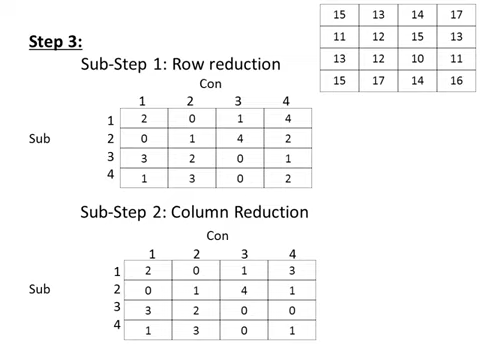 15 13 14 17
11 12 15 13
13 12 10 11
15 17 14 16
Step 3:
Sub-Step 1: Row reduction
Con
1 2 3 4
1 2 0 1 4
Sub 2 0 1 4 2
3 3 2 0 1
4 1 3 0 2
Sub-Step 2: Column Reduction
Con
1 2 3 4
1 2 0 1 3
Sub 2 0 1 4 1
3 3 2 0 0
4 1 3 0 1